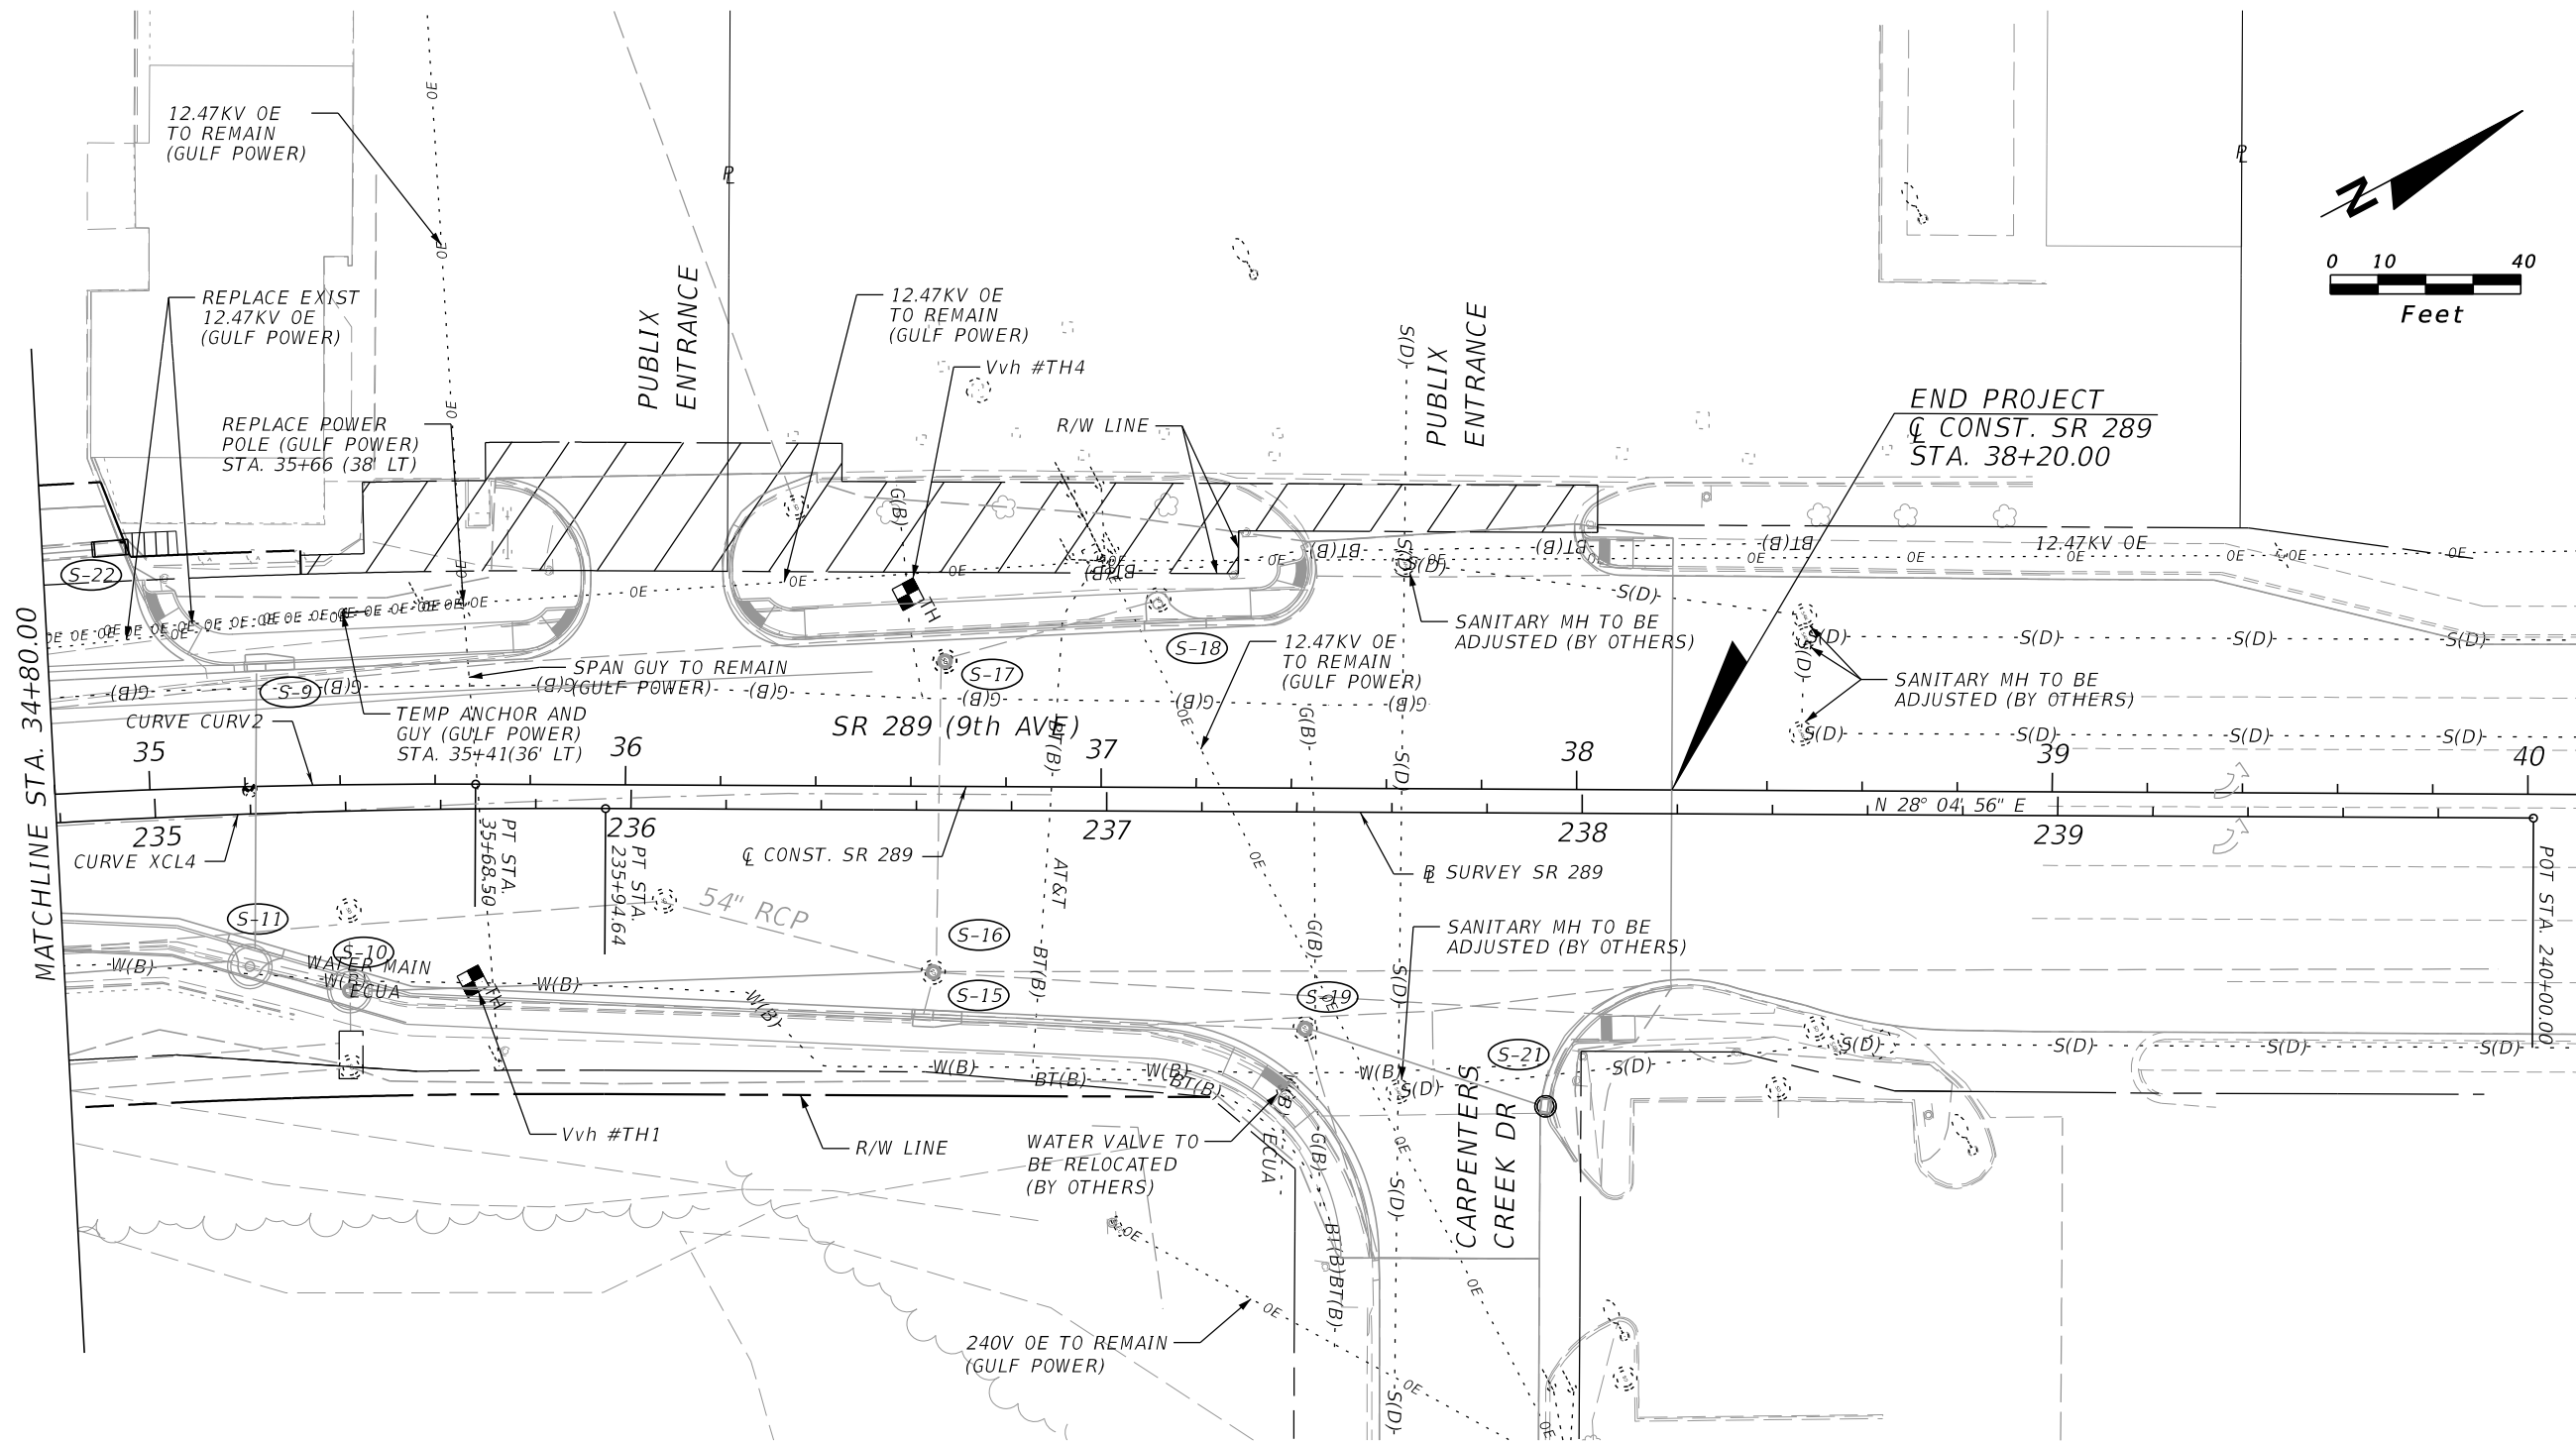 12.47KV OE
TO REMAIN
(GULF POWER)
REPLACE EXIST
12.47KV OE
(GULF POWER)
REPLACE POWER
POLE (GULF POWER)
STA. 35+66 (38' LT)
PUBLIX
ENTRANCE
12.47KV OE
TO REMAIN
(GULF POWER)
Vvh #TH4
R/W LINE
PUBLIX
ENTRANCE
END PROJECT
℄ CONST. SR 289
STA. 38+20.00
N
0 10 40
Feet
12.47KV OE
S-22
TH
S-18
S-17
S-9
SANITARY MH TO BE
ADJUSTED (BY OTHERS)
12.47KV OE
TO REMAIN
(GULF POWER)
SANITARY MH TO BE
ADJUSTED (BY OTHERS)
SPAN GUY TO REMAIN
(GULF POWER)
TEMP ANCHOR AND
GUY (GULF POWER)
STA. 35+41(36' LT)
CURVE CURV2
SR 289 (9th AVE)
MATCHLINE STA. 34+80.00
35 36 37 38 39 40
N 28° 04' 56" E
235 236 237 238 239
CURVE XCL4
PT STA.
35+68.50
PT STA.
235+94.64
℄ CONST. SR 289
B SURVEY SR 289
POT STA. 240+00.00
54" RCP
AT&T
S-11
S-10
S-16
S-15
S-19
S-21
WATER MAIN
ECUA
TH
SANITARY MH TO BE
ADJUSTED (BY OTHERS)
Vvh #TH1
R/W LINE
WATER VALVE TO
BE RELOCATED
(BY OTHERS)
ECUA
CARPENTERS
CREEK DR
240V OE TO REMAIN
(GULF POWER)
OE
G(B)
BT(B)
S(D)
W(B)